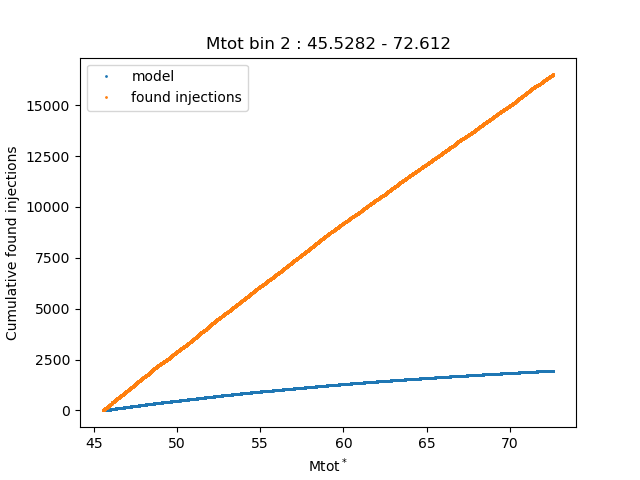 Mtot bin 2 : 45.5282 - 72.612
model
found injections
Cumulative found injections
15000
12500
10000
7500
5000
2500
0
45 50 55 60 65 70
Mtot*